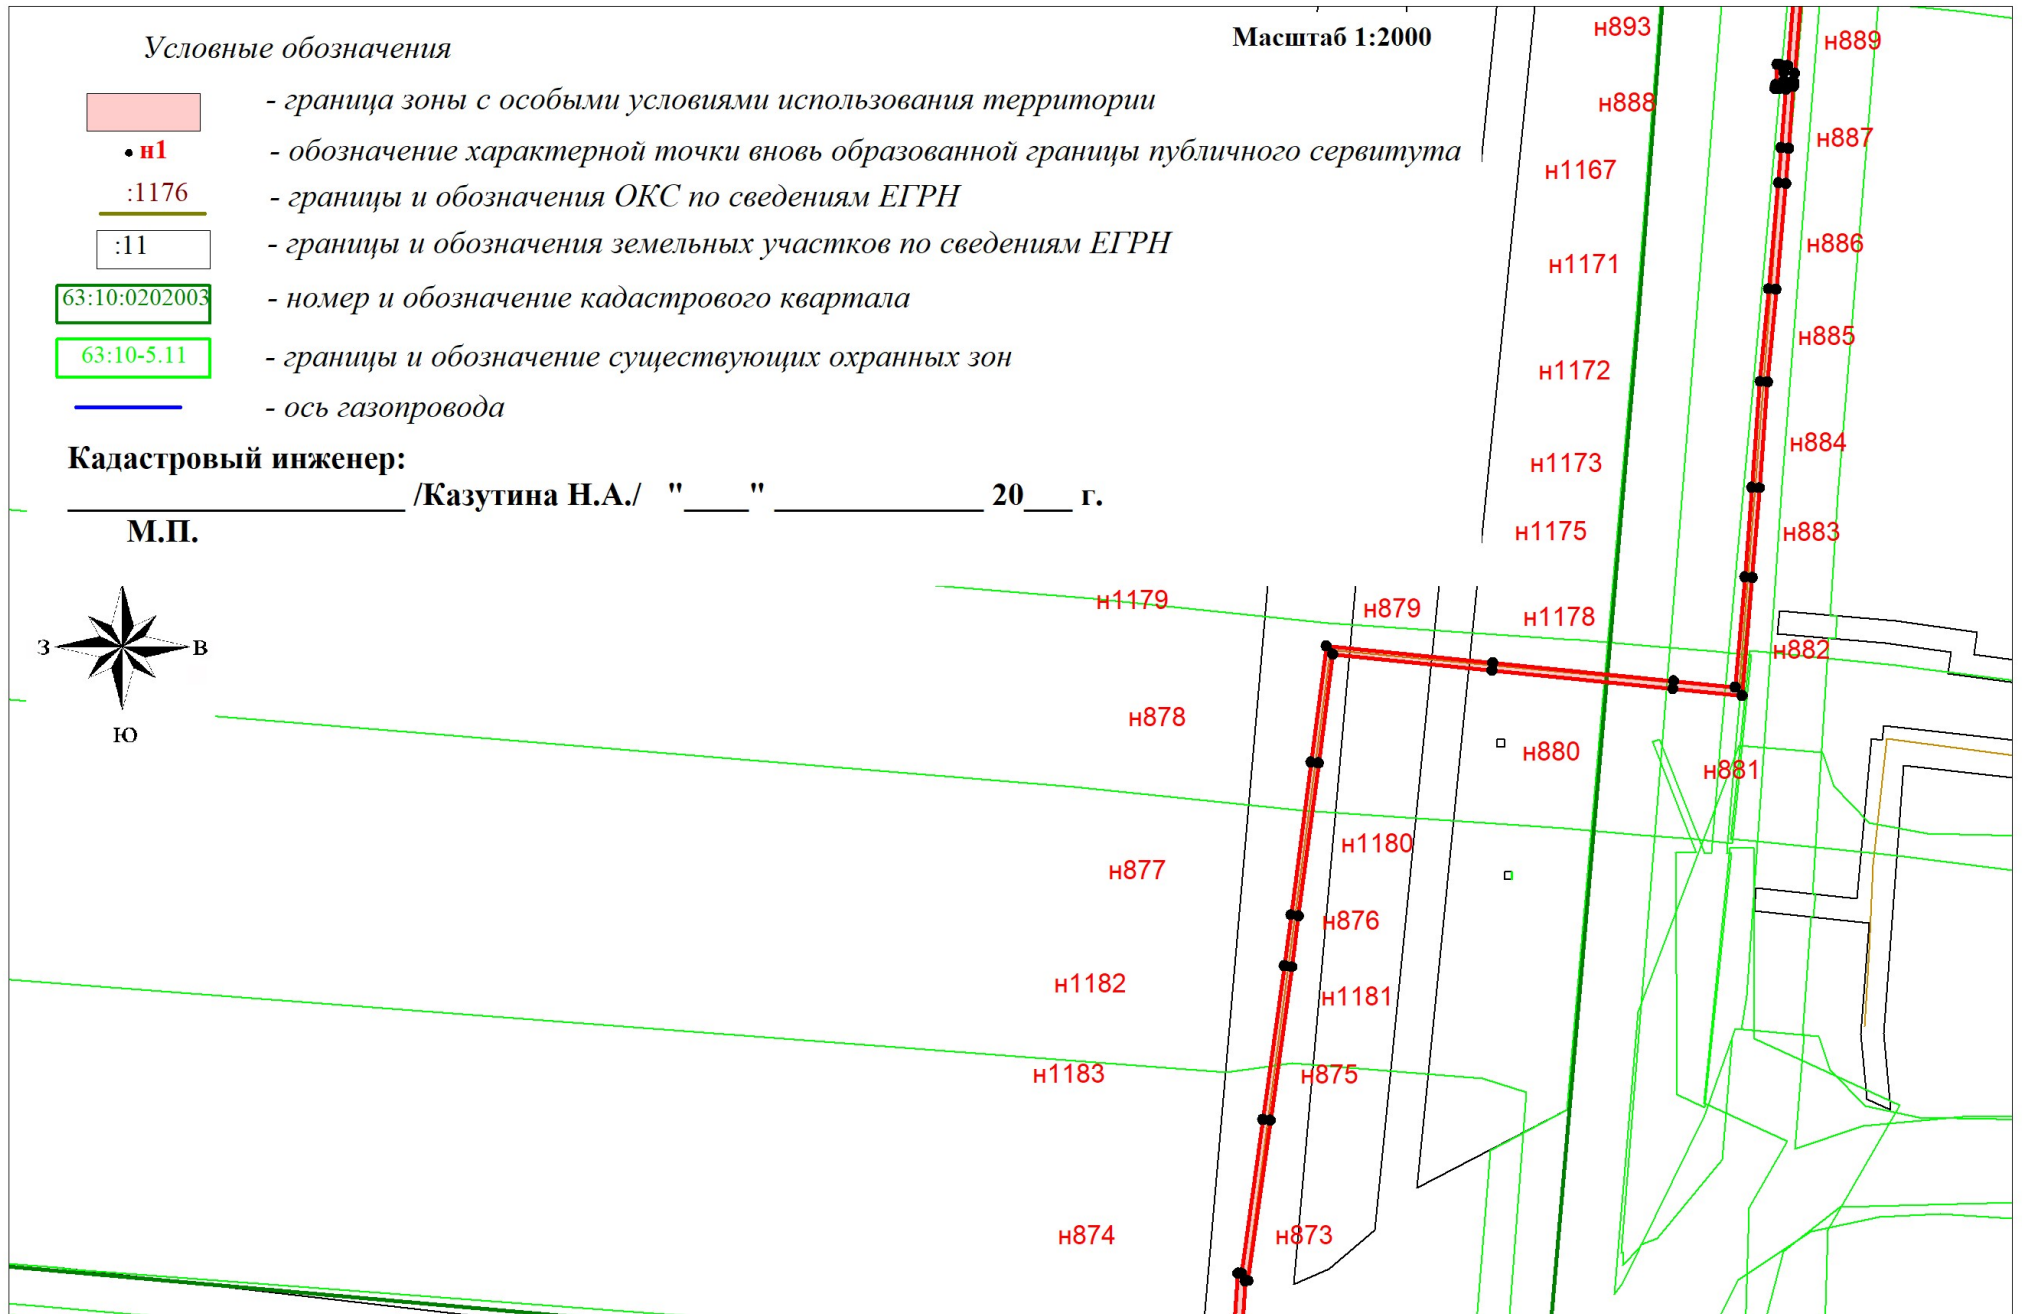 Условные обозначения
Масштаб 1:2000
- граница зоны с особыми условиями использования территории
н1
- обозначение характерной точки вновь образованной границы публичного сервитута
:1176
- границы и обозначения ОКС по сведениям ЕГРН
:11
- границы и обозначения земельных участков по сведениям ЕГРН
63:10:0202003
- номер и обозначение кадастрового квартала
63:10-5.11
- границы и обозначение существующих охранных зон
- ось газопровода
Кадастровый инженер:
_____________________ /Казутина Н.А./ "____" _____________ 20___ г.
М.П.
З
В
Ю
н893
н889
н888
н887
н1167
н886
н1171
н885
н1172
н884
н1173
н883
н1175
н1179
н879
н1178
н882
н878
н880
н881
н1180
н877
н876
н1182
н1181
н1183
н875
н874
н873